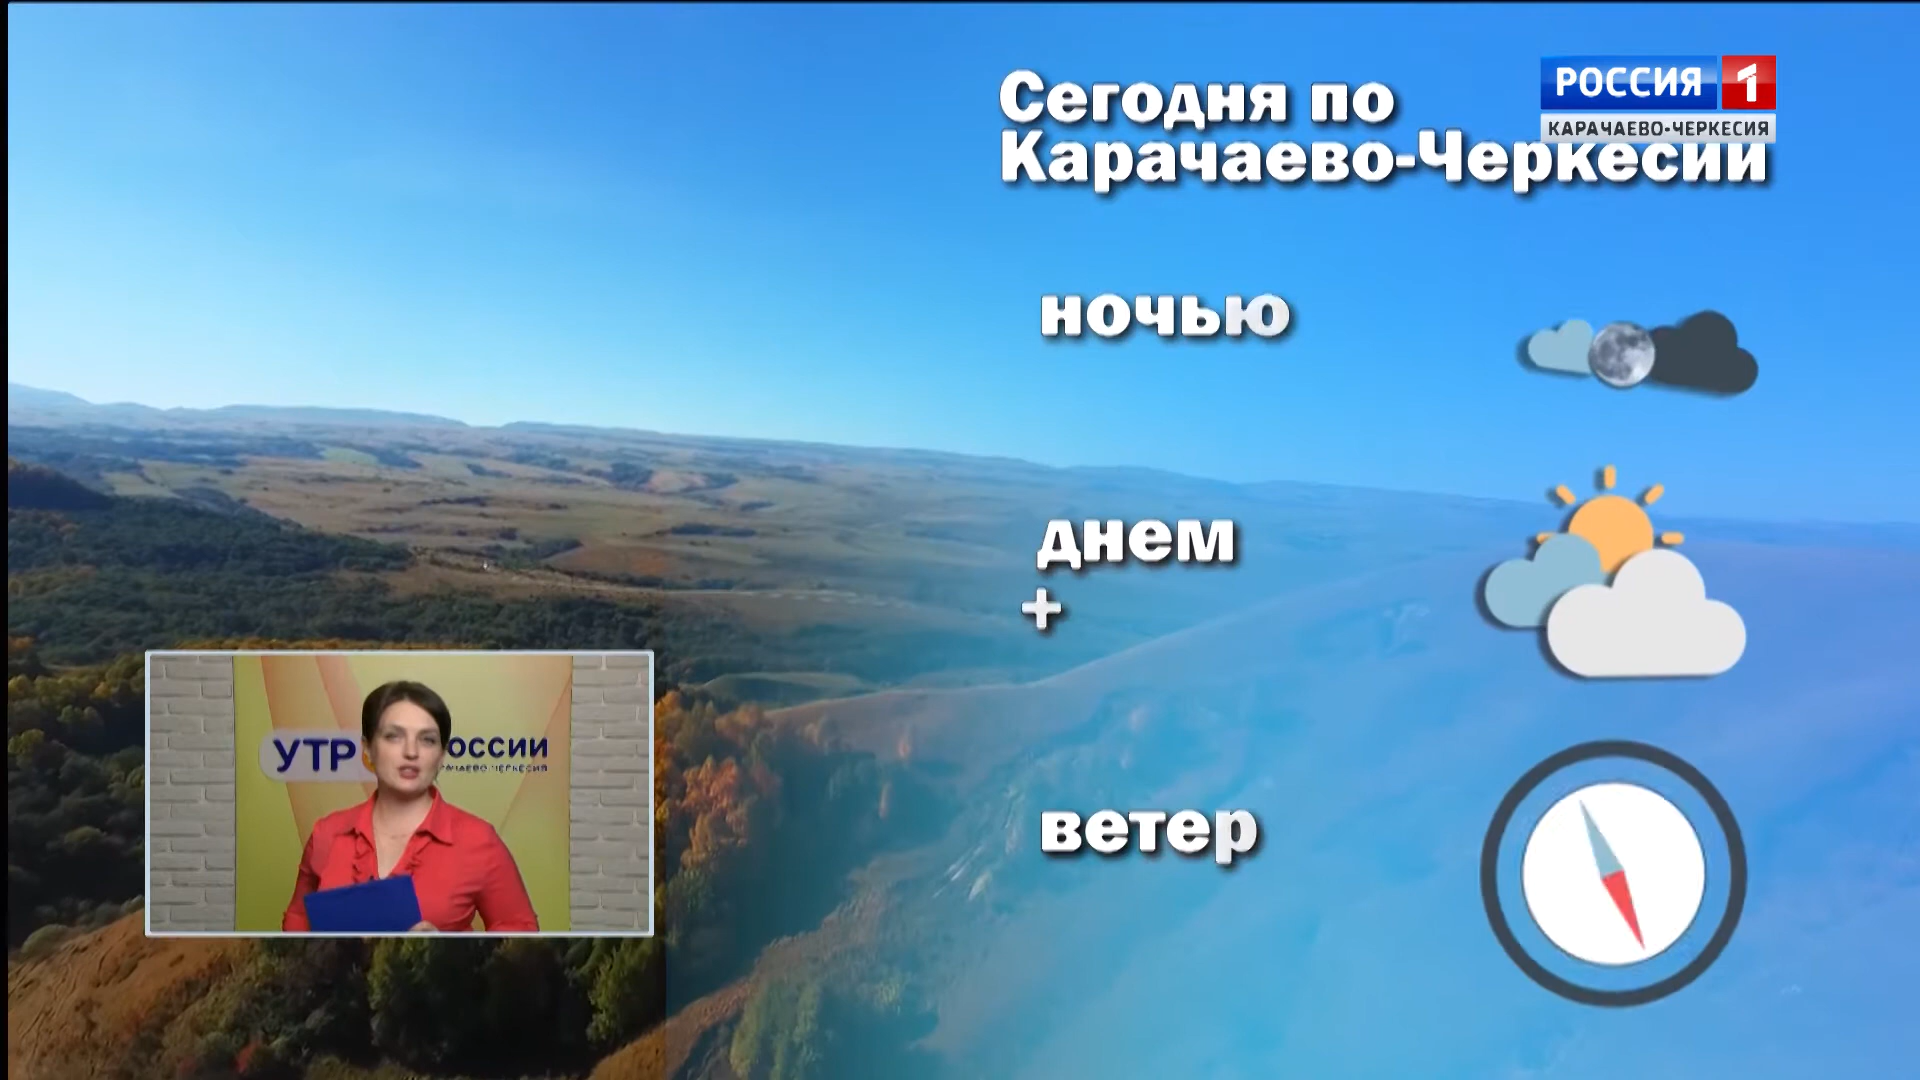 РОССИЯ 1
КАРАЧАЕВО-ЧЕРКЕСИЯ
Сегодня по
Карачаево-Черкесии
ночью
днем
+
ветер
УТР ОССИИ